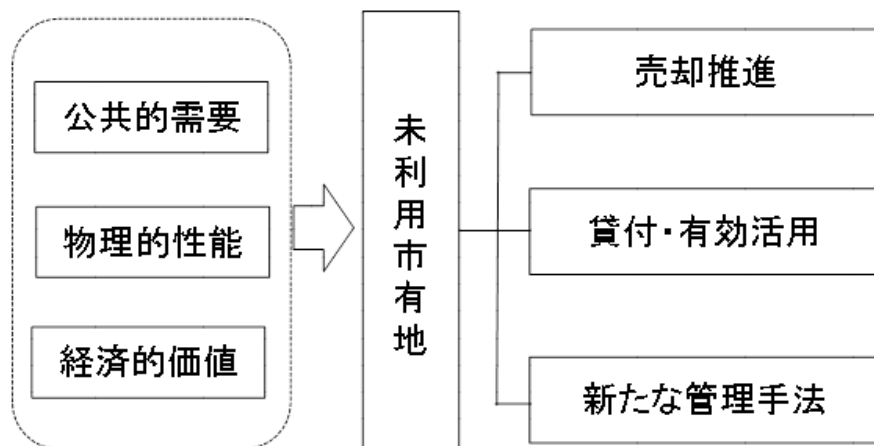 公共的需要
物理的性能
経済的価値
未利用市有地
売却推進
貸付・有効活用
新たな管理手法